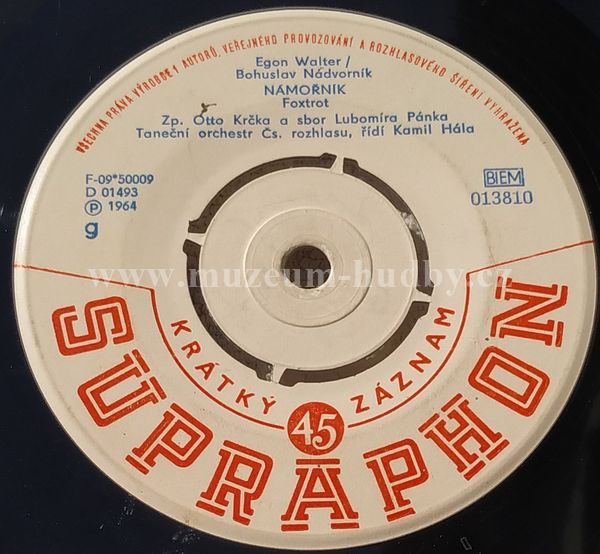 VŠECHNA PRÁVA VÝROBCE I AUTORŮ, VEŘEJNÉHO PROVOZOVÁNÍ A ROZHLASOVÉHO ŠÍŘENÍ VYHRAŽENA
Egon Walter/
Bohuslav Nádvorník
NÁMOŘNIK
Foxtrot
Zp. Otto Krčka a sbor Lubomíra Pánka
Taneční orchestr Čs. rozhlasu, řídí Kamil Hála
F-09*50009
D 01493
Ⓟ 1964
g
BIEM
013810
www.muzeum-hudby.cz
KRÁTKÝ 45 ZÁZNAM
SUPRAPHON